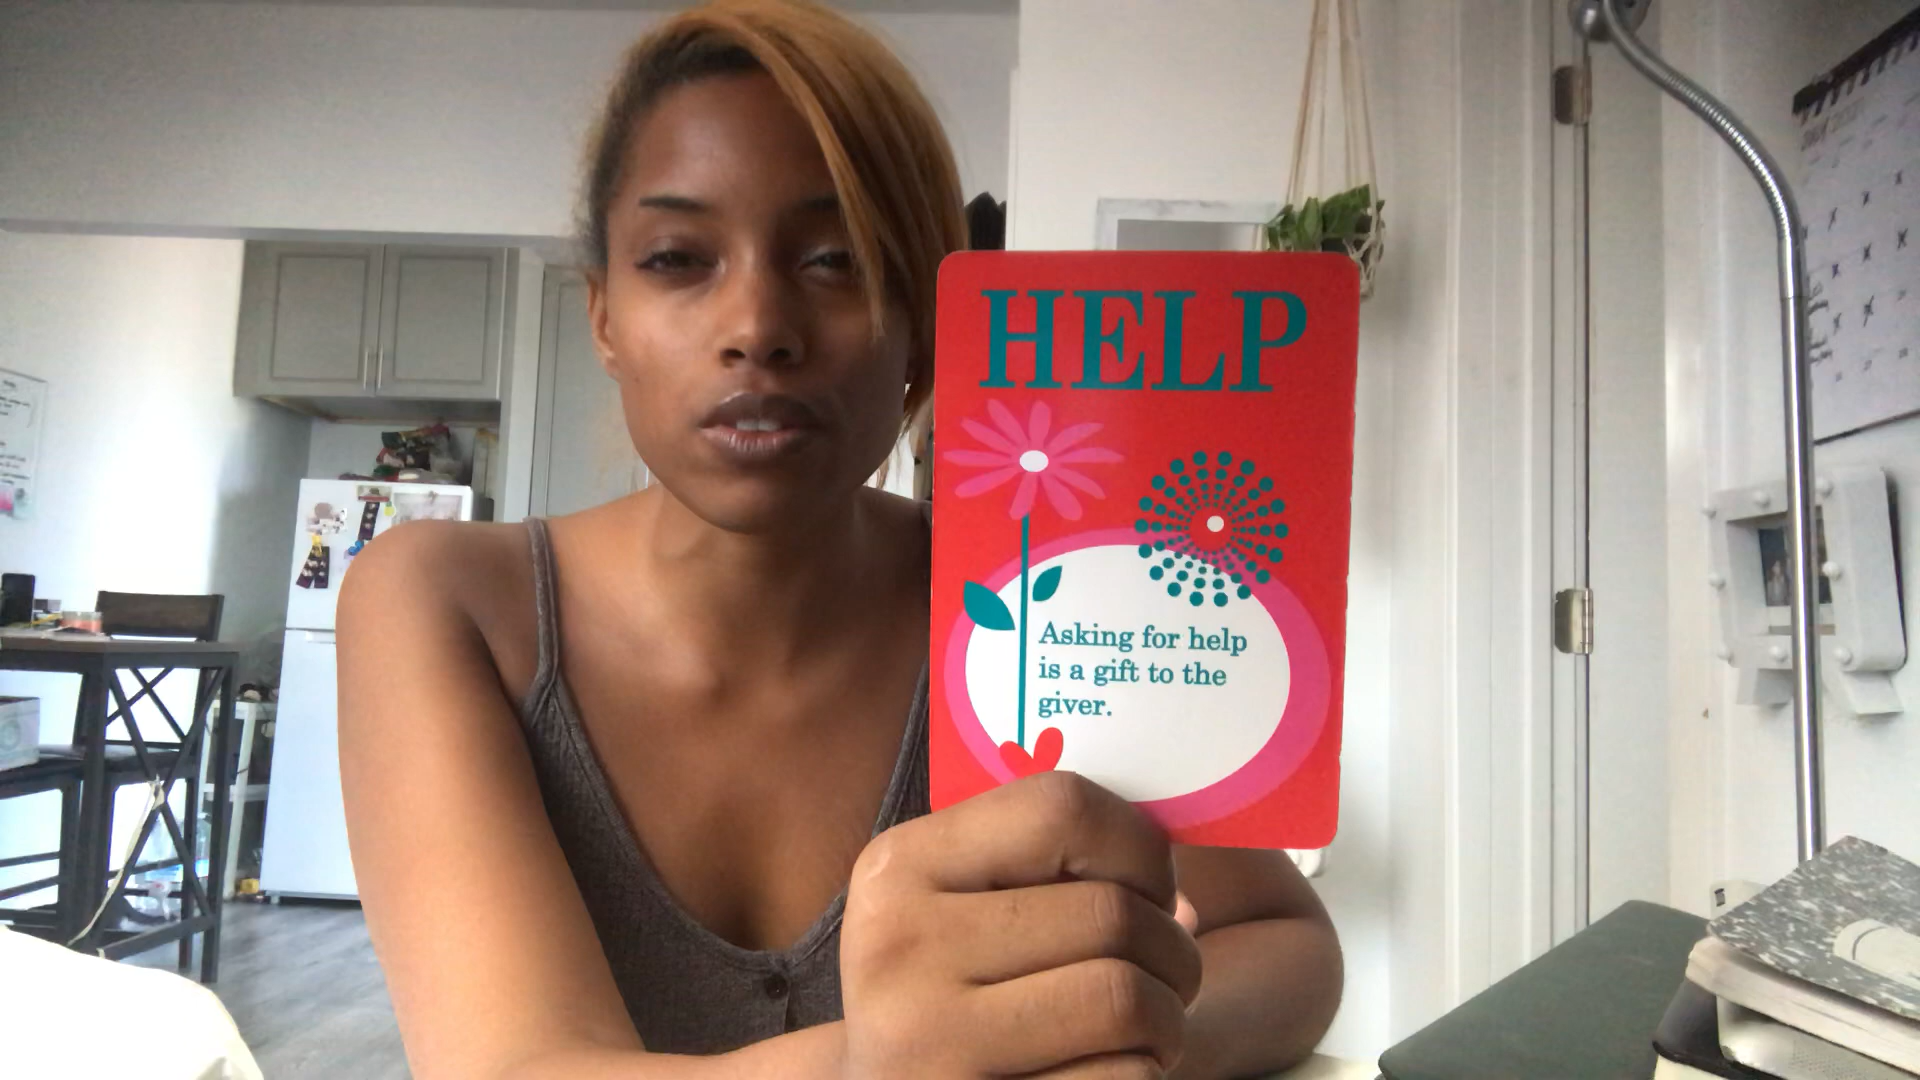 HELP
Asking for help
is a gift to the
giver.